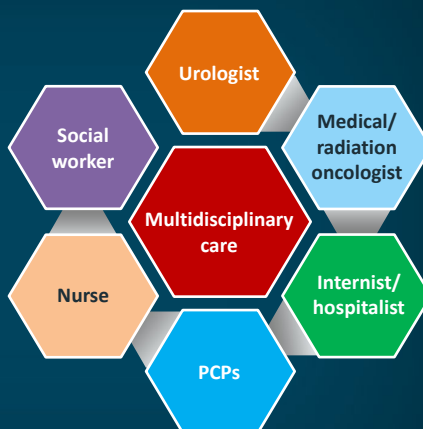 Urologist
Social
worker
Medical/
radiation
oncologist
Multidisciplinary
care
Nurse
Internist/
hospitalist
PCPs